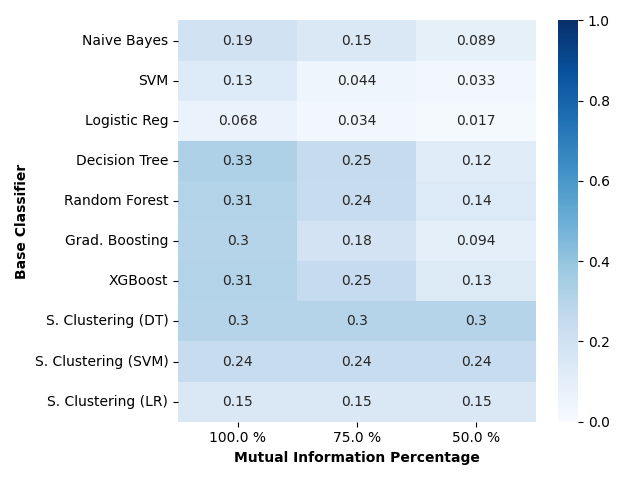 Naive Bayes 0.19 0.15 0.089
SVM 0.13 0.044 0.033
Logistic Reg 0.068 0.034 0.017
Decision Tree 0.33 0.25 0.12
Random Forest 0.31 0.24 0.14
Grad. Boosting 0.3 0.18 0.094
XGBoost 0.31 0.25 0.13
S. Clustering (DT) 0.3 0.3 0.3
S. Clustering (SVM) 0.24 0.24 0.24
S. Clustering (LR) 0.15 0.15 0.15
100.0 % 75.0 % 50.0 %
Mutual Information Percentage
Base Classifier
1.0
0.8
0.6
0.4
0.2
0.0